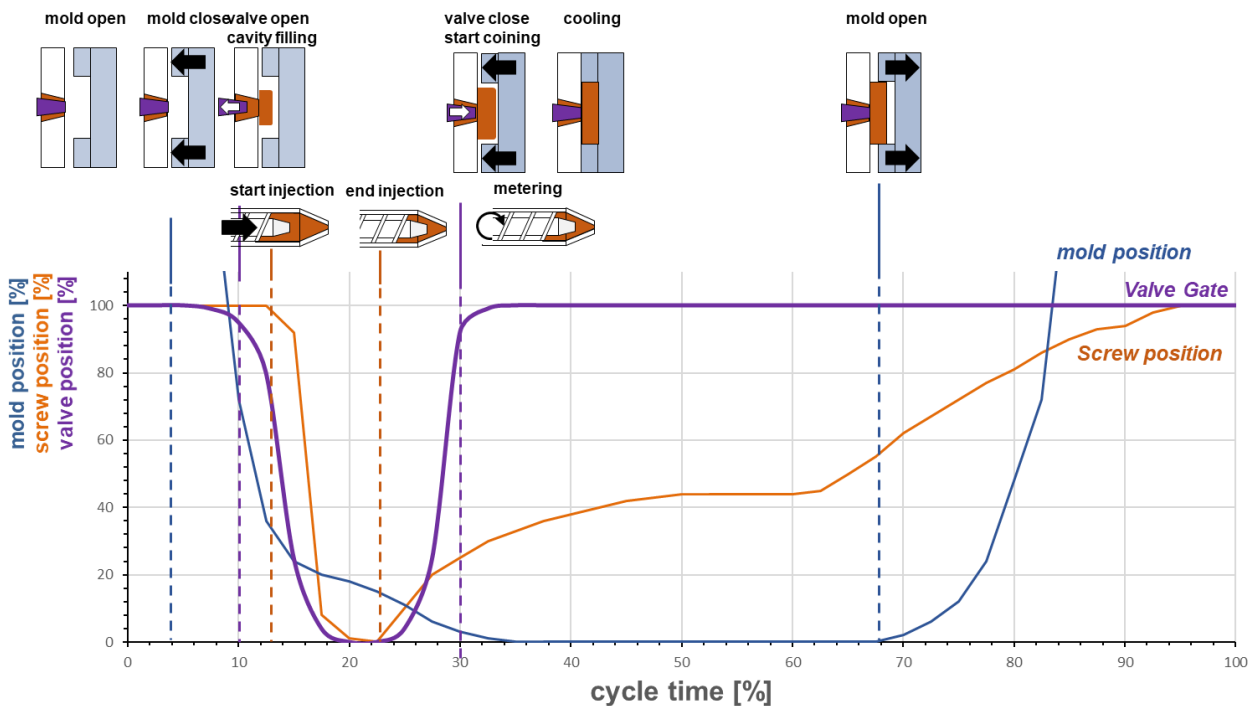 mold open
mold close
valve open
cavity filling
valve close
start coining
cooling
mold open
start injection
end injection
metering
mold position [%]
screw position [%]
valve position [%]
mold position
Valve Gate
Screw position
100
80
60
40
20
0
0 10 20 30 40 50 60 70 80 90 100
cycle time [%]